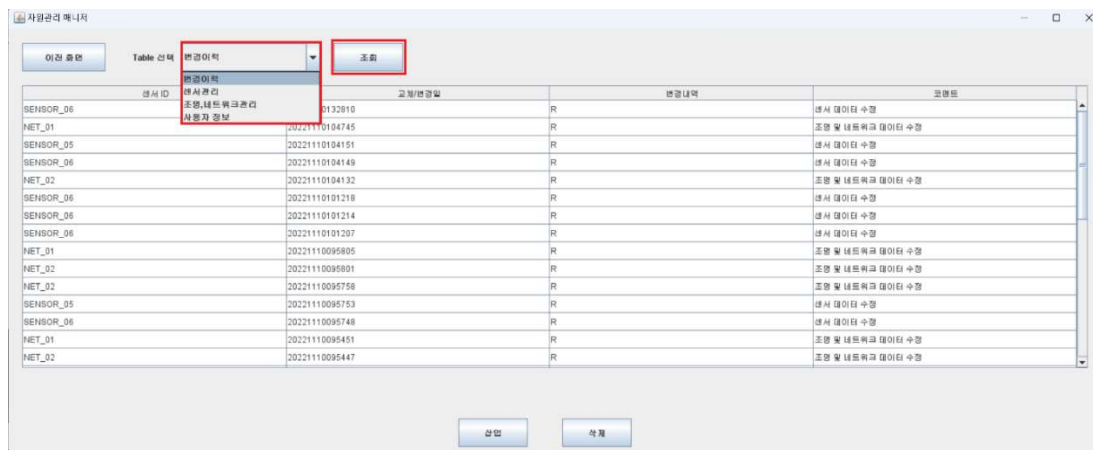 자원관리 매니저
이전 화면 Table 선택 변경이력 조회
변경이력
센서관리
조명,네트워크관리
사용자 정보
센서 ID 교체/변경일 변경내역 코멘트
SENSOR_06 0132810 R 센서 데이터 수정
NET_01 20221110104745 R 조명 및 네트워크 데이터 수정
SENSOR_05 20221110104151 R 센서 데이터 수정
SENSOR_06 20221110104149 R 센서 데이터 수정
NET_02 20221110104132 R 조명 및 네트워크 데이터 수정
SENSOR_06 20221110101218 R 센서 데이터 수정
SENSOR_06 20221110101214 R 센서 데이터 수정
SENSOR_06 20221110101207 R 센서 데이터 수정
NET_01 20221110095805 R 조명 및 네트워크 데이터 수정
NET_02 20221110095801 R 조명 및 네트워크 데이터 수정
NET_02 20221110095758 R 조명 및 네트워크 데이터 수정
SENSOR_05 20221110095753 R 센서 데이터 수정
SENSOR_06 20221110095748 R 센서 데이터 수정
NET_01 20221110095451 R 조명 및 네트워크 데이터 수정
NET_02 20221110095447 R 조명 및 네트워크 데이터 수정
삽입 삭제